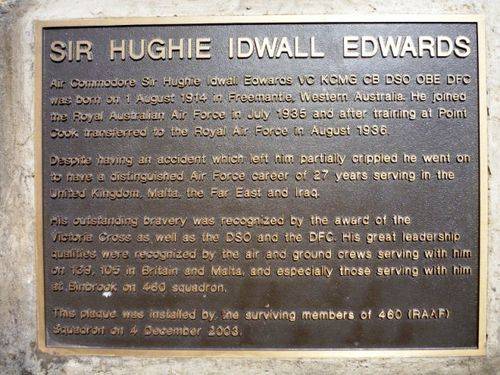 SIR HUGHIE IDWALL EDWARDS
Air Commodore Sir Hughie Idwal Edwards VC KCMG CB DSO OBE DFC
was born on 1 August 1914 in Freemantle, Western Australia. He joined
the Royal Australian Air Force in July 1935 and after training at Point
Cook transferred to the Royal Air Force in August 1936.
Despite having an accident which left him partially crippled he went on
to have a distinguished Air Force career of 27 years serving in the
United Kingdom, Malta, the Far East and Iraq.
His outstanding bravery was recognized by the award of the
Victoria Cross as well as the DSO and the DFC. His great leadership
qualities were recognized by the air and ground crews serving with him
on 139, 105 in Britain and Malta, and especially those serving with him
at Binbrook on 460 squadron.
This plaque was installed by the surviving members of 460 (RAAF)
Squadron on 4 December 2003.